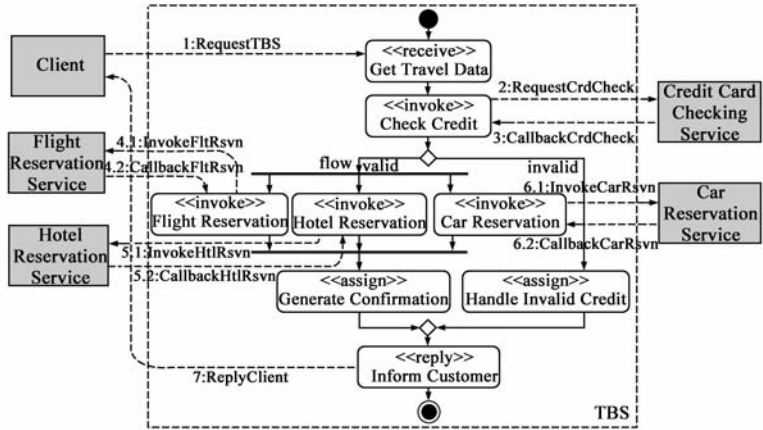 1:RequestTBS
<<receive>>
Get Travel Data
Client
2:RequestCrdCheck
Credit Card
Checking
Service
<<invoke>>
Check Credit
3:CallbackCrdCheck
Flight
Reservation
Service
4.1:InvokeFltRsvn
4.2:CallbackFltRsvn
flow
valid
invalid
<<invoke>>
Flight Reservation
<<invoke>>
Hotel Reservation
<<invoke>>
Car Reservation
6.1:InvokeCarRsvn
Car
Reservation
Service
6.2:CallbackCarRsvn
Hotel
Reservation
Service
5.1:InvokeHtlRsvn
5.2:CallbackHtlRsvn
<<assign>>
Generate Confirmation
<<assign>>
Handle Invalid Credit
<<reply>>
Inform Customer
7:ReplyClient
TBS